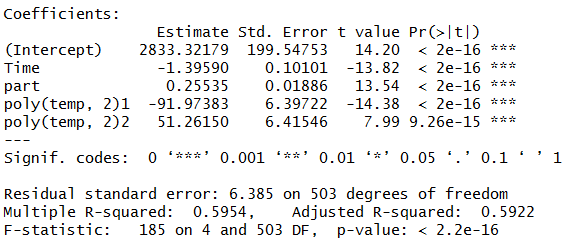 Coefficients:
Estimate Std. Error t value Pr(>|t|)
(Intercept) 2833.32179 199.54753 14.20 < 2e-16 ***
Time -1.39590 0.10101 -13.82 < 2e-16 ***
part 0.25535 0.01886 13.54 < 2e-16 ***
poly(temp, 2)1 -91.97383 6.39722 -14.38 < 2e-16 ***
poly(temp, 2)2 51.26150 6.41546 7.99 9.26e-15 ***
---
Signif. codes: 0 ‘***’ 0.001 ‘**’ 0.01 ‘*’ 0.05 ‘.’ 0.1 ‘ ’ 1
Residual standard error: 6.385 on 503 degrees of freedom
Multiple R-squared: 0.5954, Adjusted R-squared: 0.5922
F-statistic: 185 on 4 and 503 DF, p-value: < 2.2e-16